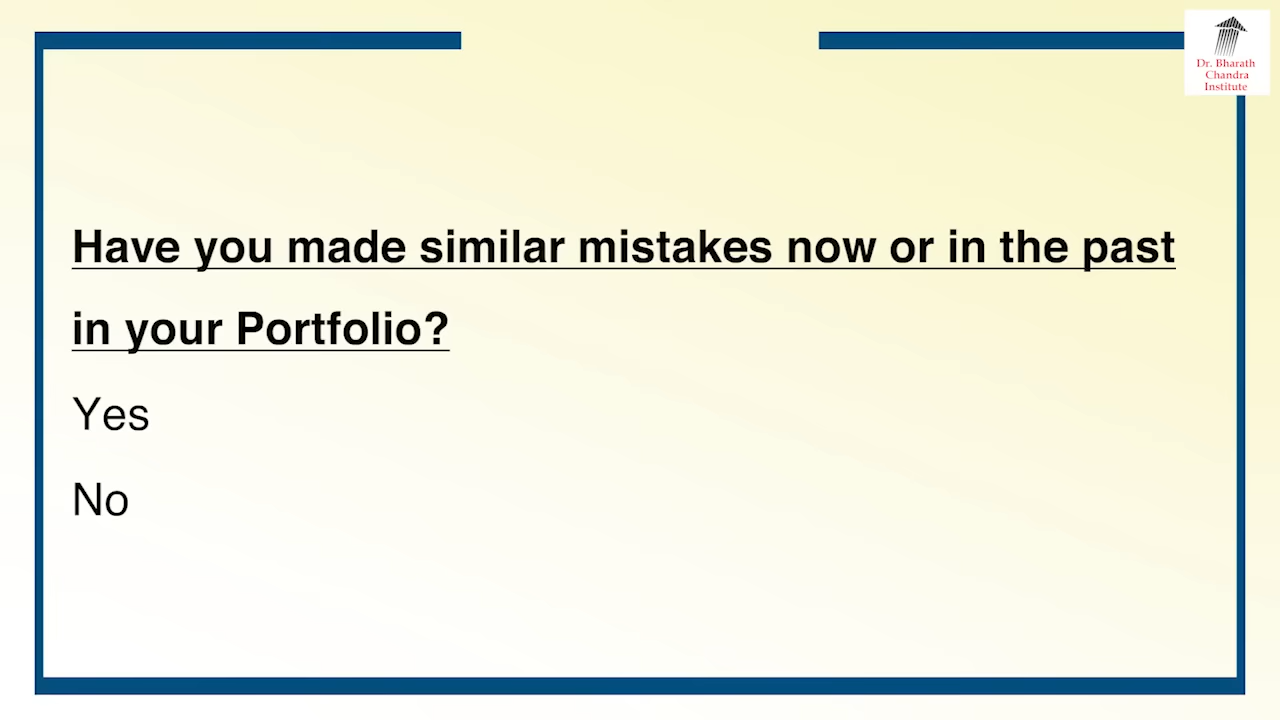 Dr. Bharath
Chandra
Institute
Have you made similar mistakes now or in the past
in your Portfolio?
Yes
No